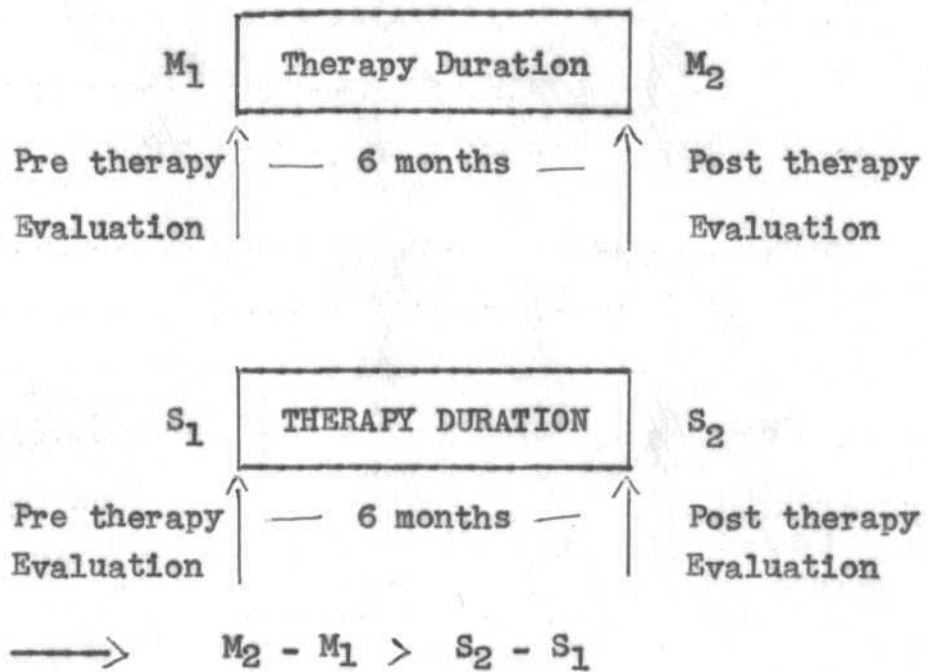 M1 Therapy Duration M2
Pre therapy — 6 months — Post therapy
Evaluation Evaluation
S1 THERAPY DURATION S2
Pre therapy — 6 months — Post therapy
Evaluation Evaluation
M2 - M1 > S2 - S1